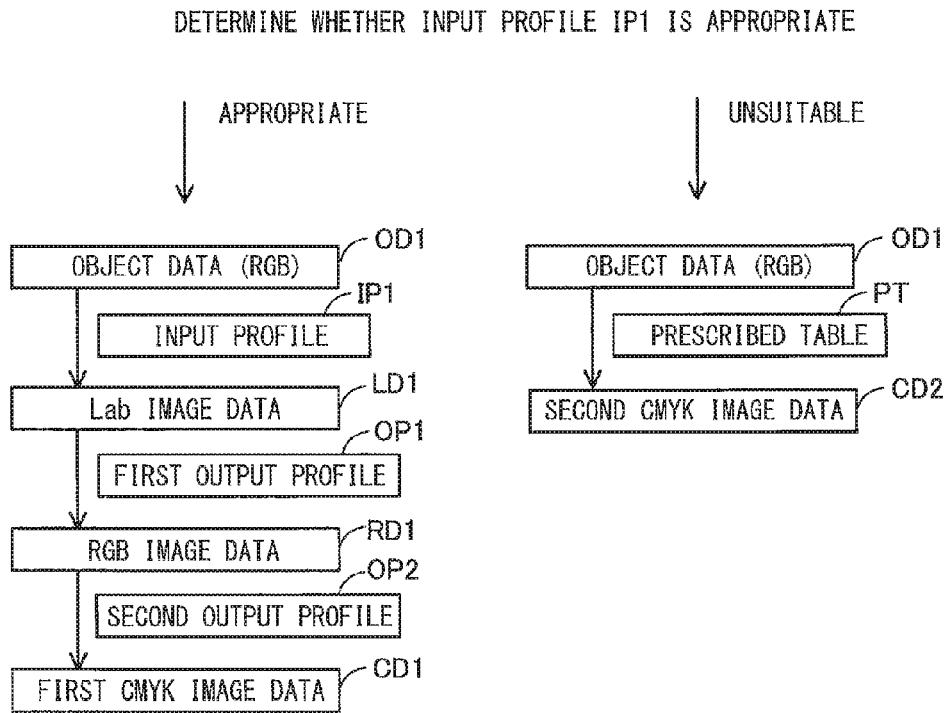 DETERMINE WHETHER INPUT PROFILE IP1 IS APPROPRIATE
APPROPRIATE
OBJECT DATA (RGB)
OD1
INPUT PROFILE
IP1
Lab IMAGE DATA
LD1
FIRST OUTPUT PROFILE
OP1
RGB IMAGE DATA
RD1
SECOND OUTPUT PROFILE
OP2
FIRST CMYK IMAGE DATA
CD1
UNSUITABLE
OBJECT DATA (RGB)
OD1
PRESCRIBED TABLE
PT
SECOND CMYK IMAGE DATA
CD2